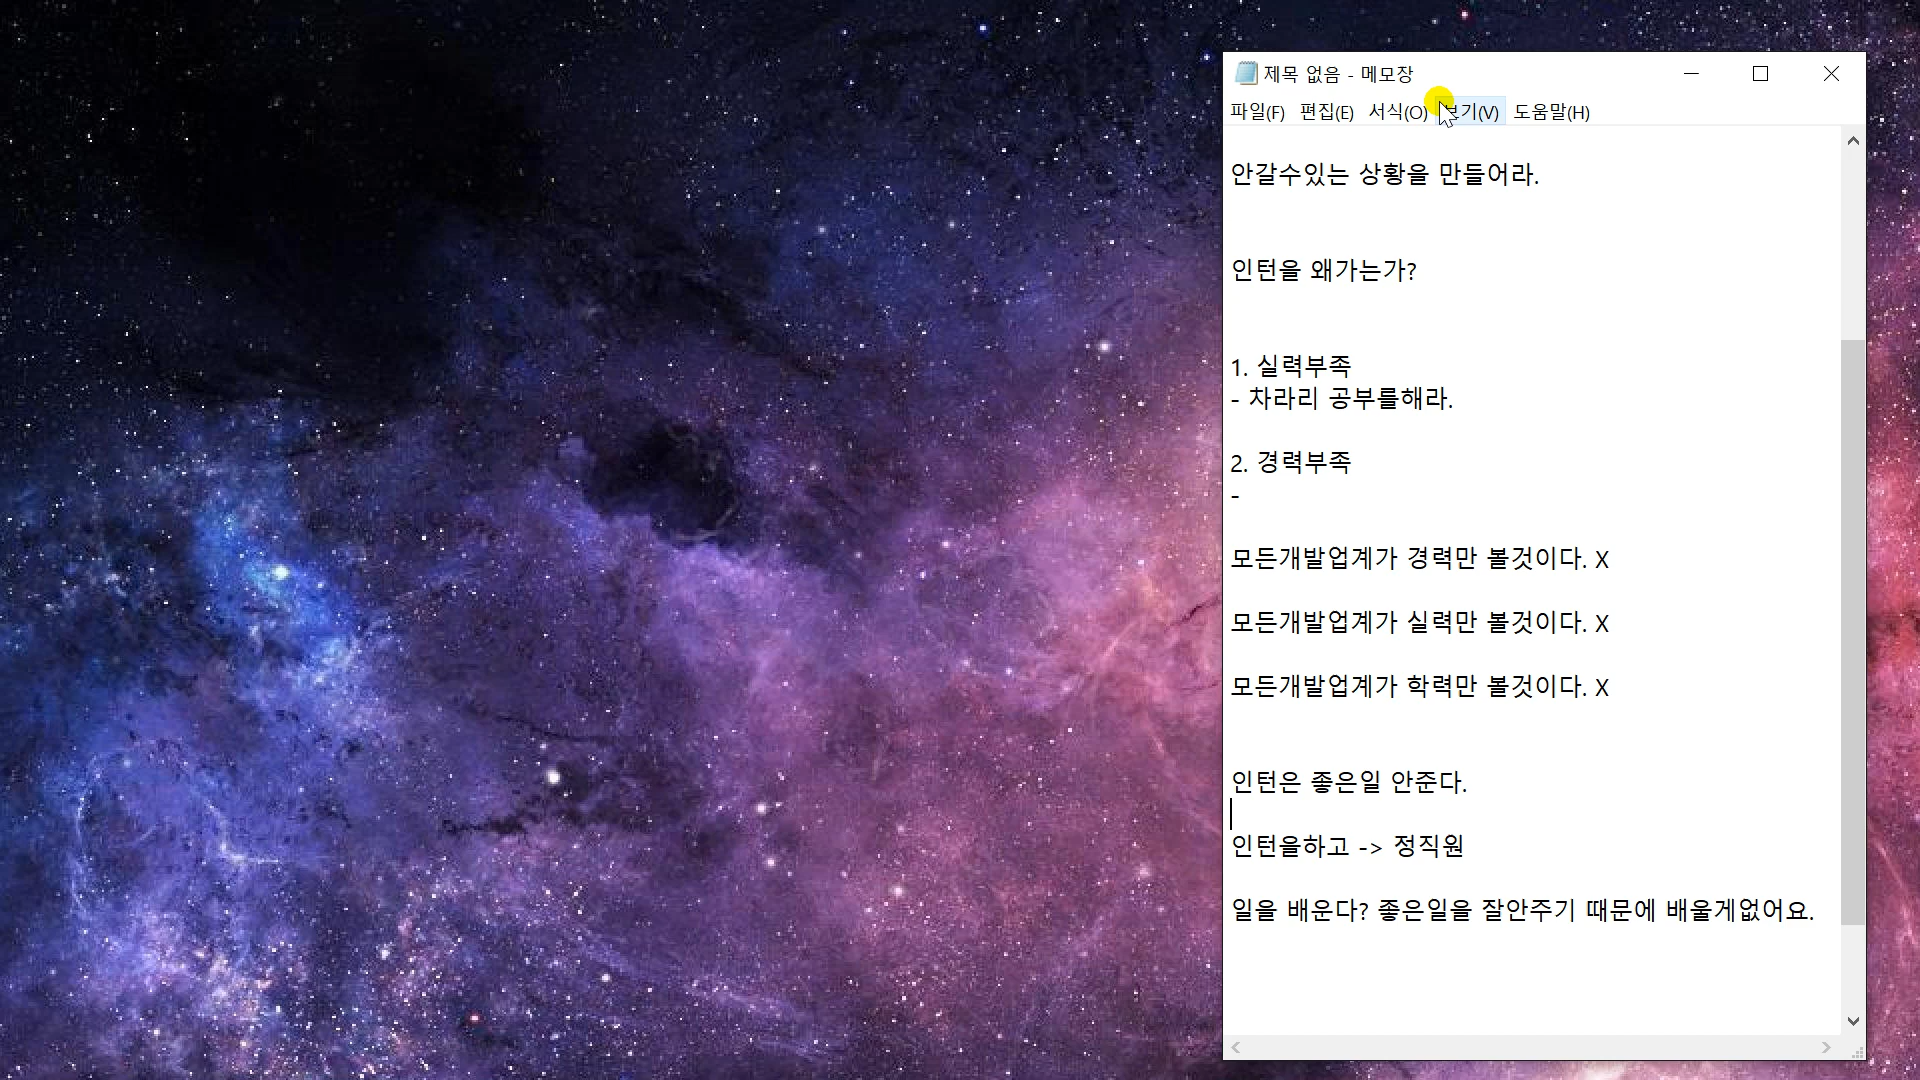 제목 없음 - 메모장
파일(F) 편집(E) 서식(O) 보기(V) 도움말(H)
안갈수있는 상황을 만들어라.
인턴을 왜가는가?
1. 실력부족
- 차라리 공부를해라.
2. 경력부족
-
모든개발업계가 경력만 볼것이다. X
모든개발업계가 실력만 볼것이다. X
모든개발업계가 학력만 볼것이다. X
인턴은 좋은일 안준다.
인턴을하고 -> 정직원
일을 배운다? 좋은일을 잘안주기 때문에 배울게없어요.